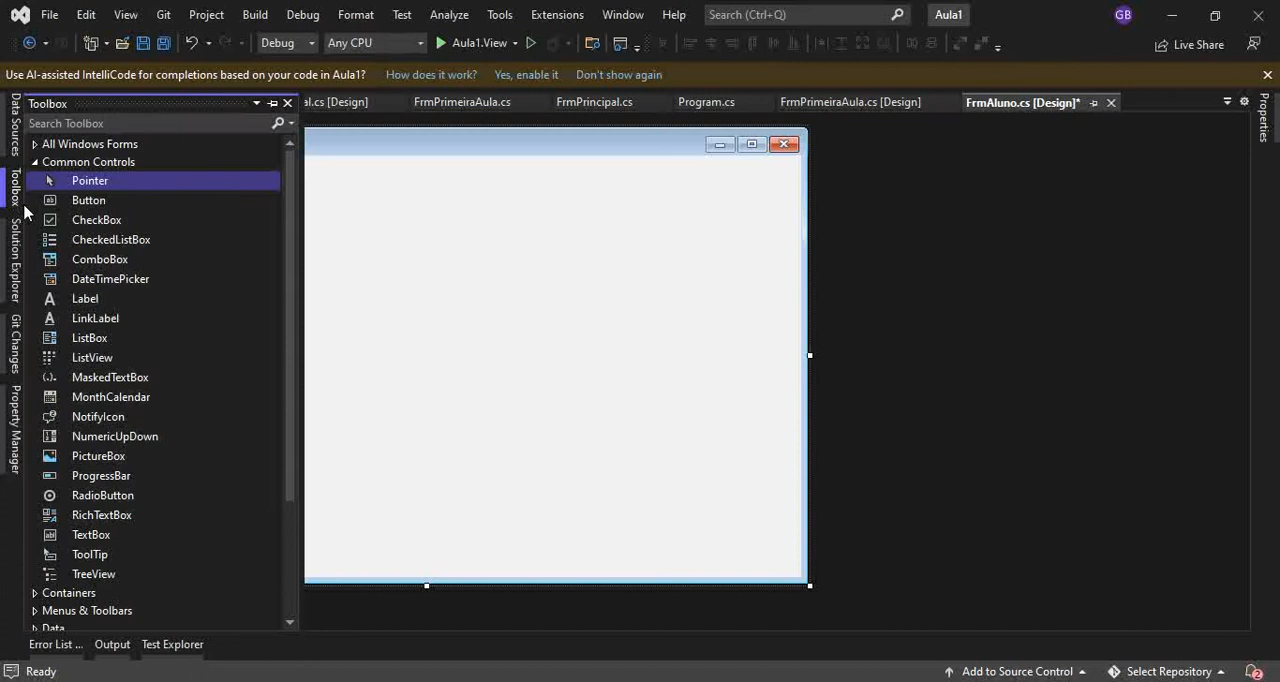 File Edit View Git Project Build Debug Format Test Analyze Tools Extensions Window Help Search (Ctrl+Q) Aula1 GB
Debug Any CPU Aula1.View Live Share
Use AI-assisted IntelliCode for completions based on your code in Aula1? How does it work? Yes, enable it Don't show again
Data Sources
Toolbox
Solution Explorer
Git Changes
Property Manager
Toolbox
al.cs [Design] FrmPrimeiraAula.cs FrmPrincipal.cs Program.cs FrmPrimeiraAula.cs [Design] FrmAluno.cs [Design]*
Properties
Search Toolbox
All Windows Forms
Common Controls
Pointer
Button
CheckBox
CheckedListBox
ComboBox
DateTimePicker
Label
LinkLabel
ListBox
ListView
MaskedTextBox
MonthCalendar
NotifyIcon
NumericUpDown
PictureBox
ProgressBar
RadioButton
RichTextBox
TextBox
ToolTip
TreeView
Containers
Menus & Toolbars
Data
Error List ... Output Test Explorer
Ready Add to Source Control Select Repository 2